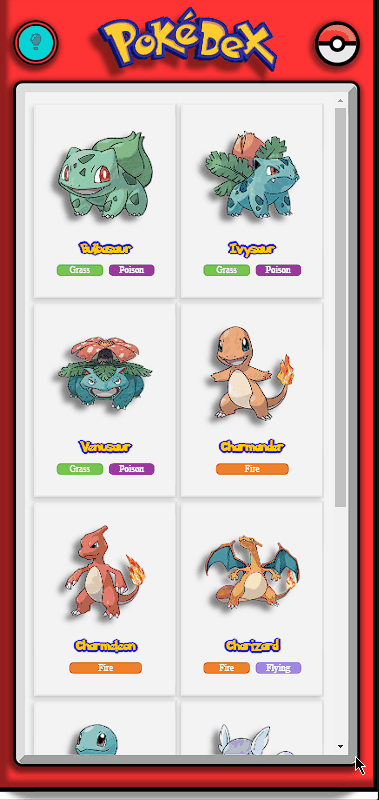 PokéDex
Bulbasaur Ivysaur
Grass Poison Grass Poison
Venusaur Charmander
Grass Poison Fire
Charmeleon Charizard
Fire Fire Flying